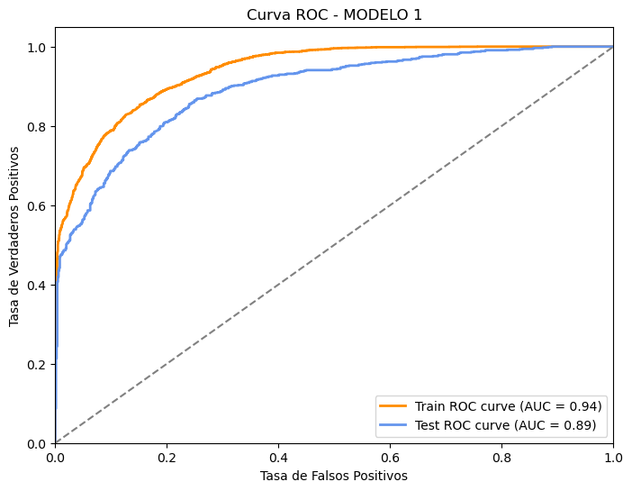 Curva ROC - MODELO 1
Tasa de Verdaderos Positivos
1.0
0.8
0.6
0.4
0.2
0.0
Train ROC curve (AUC = 0.94)
Test ROC curve (AUC = 0.89)
0.0 0.2 0.4 0.6 0.8 1.0
Tasa de Falsos Positivos